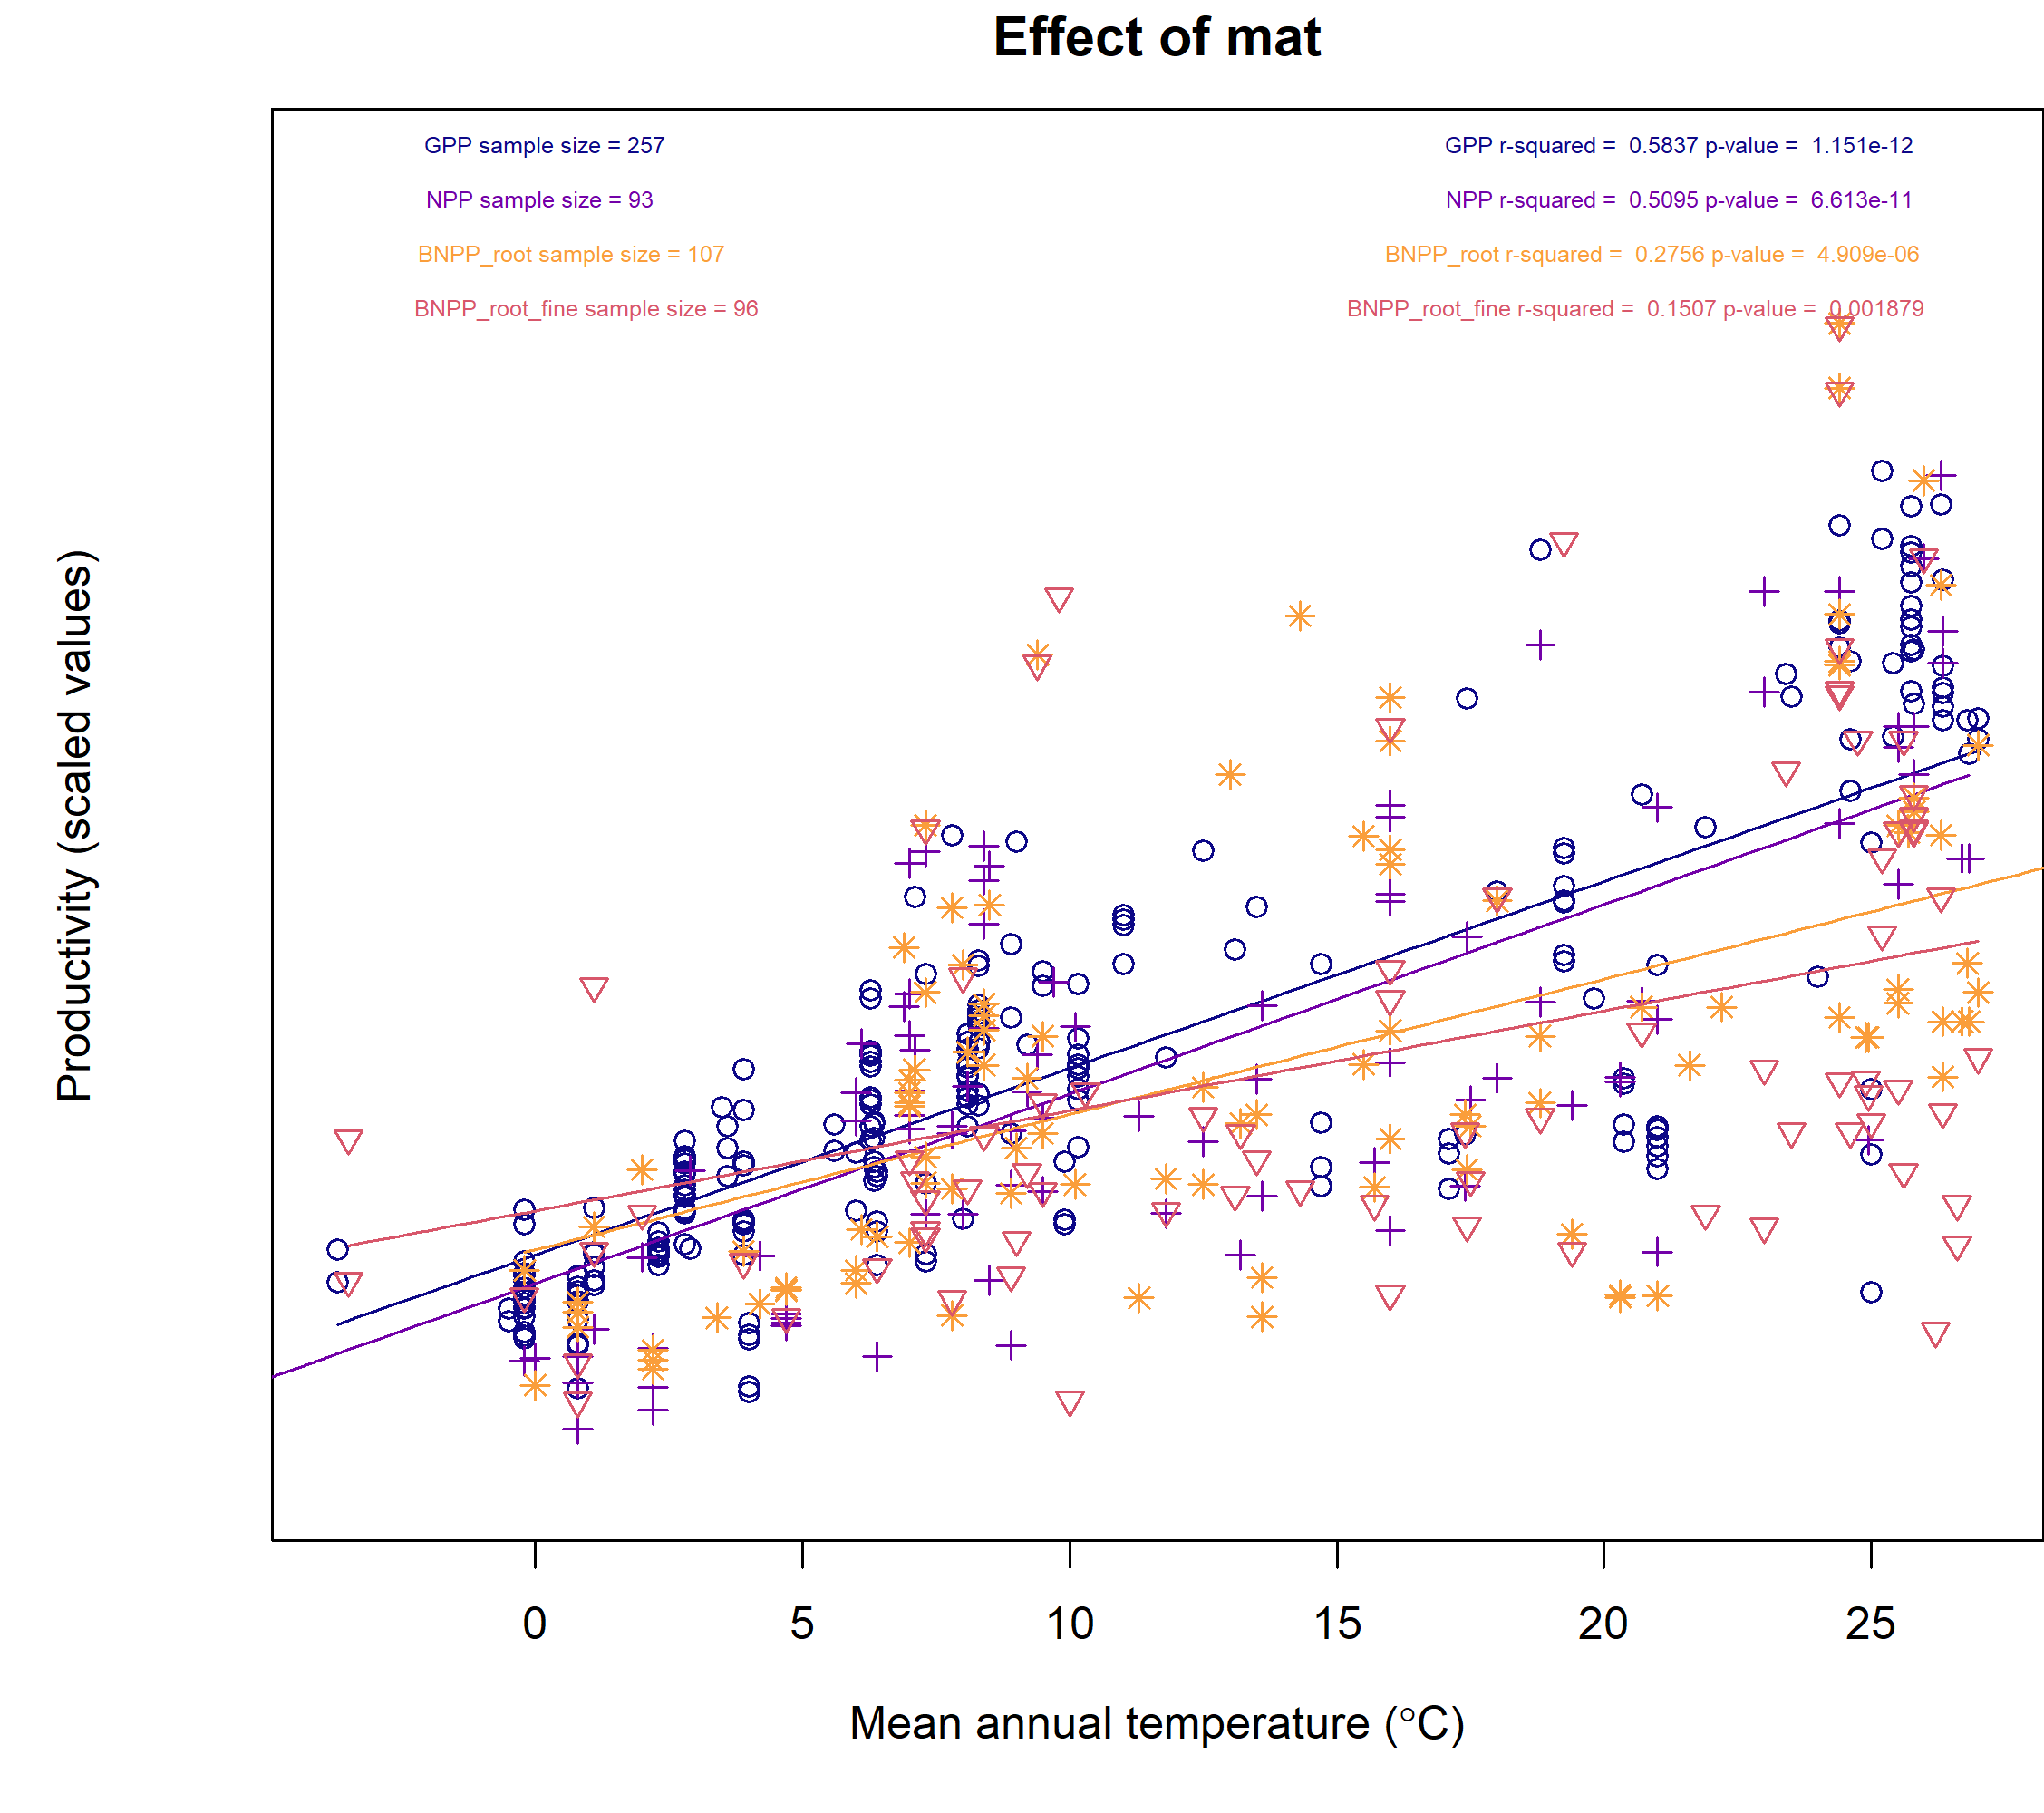 Effect of mat
GPP sample size = 257
GPP r-squared = 0.5837 p-value = 1.151e-12
NPP sample size = 93
NPP r-squared = 0.5095 p-value = 6.613e-11
BNPP_root sample size = 107
BNPP_root r-squared = 0.2756 p-value = 4.909e-06
BNPP_root_fine sample size = 96
BNPP_root_fine r-squared = 0.1507 p-value = 0.001879
Productivity (scaled values)
0 5 10 15 20 25
Mean annual temperature (°C)